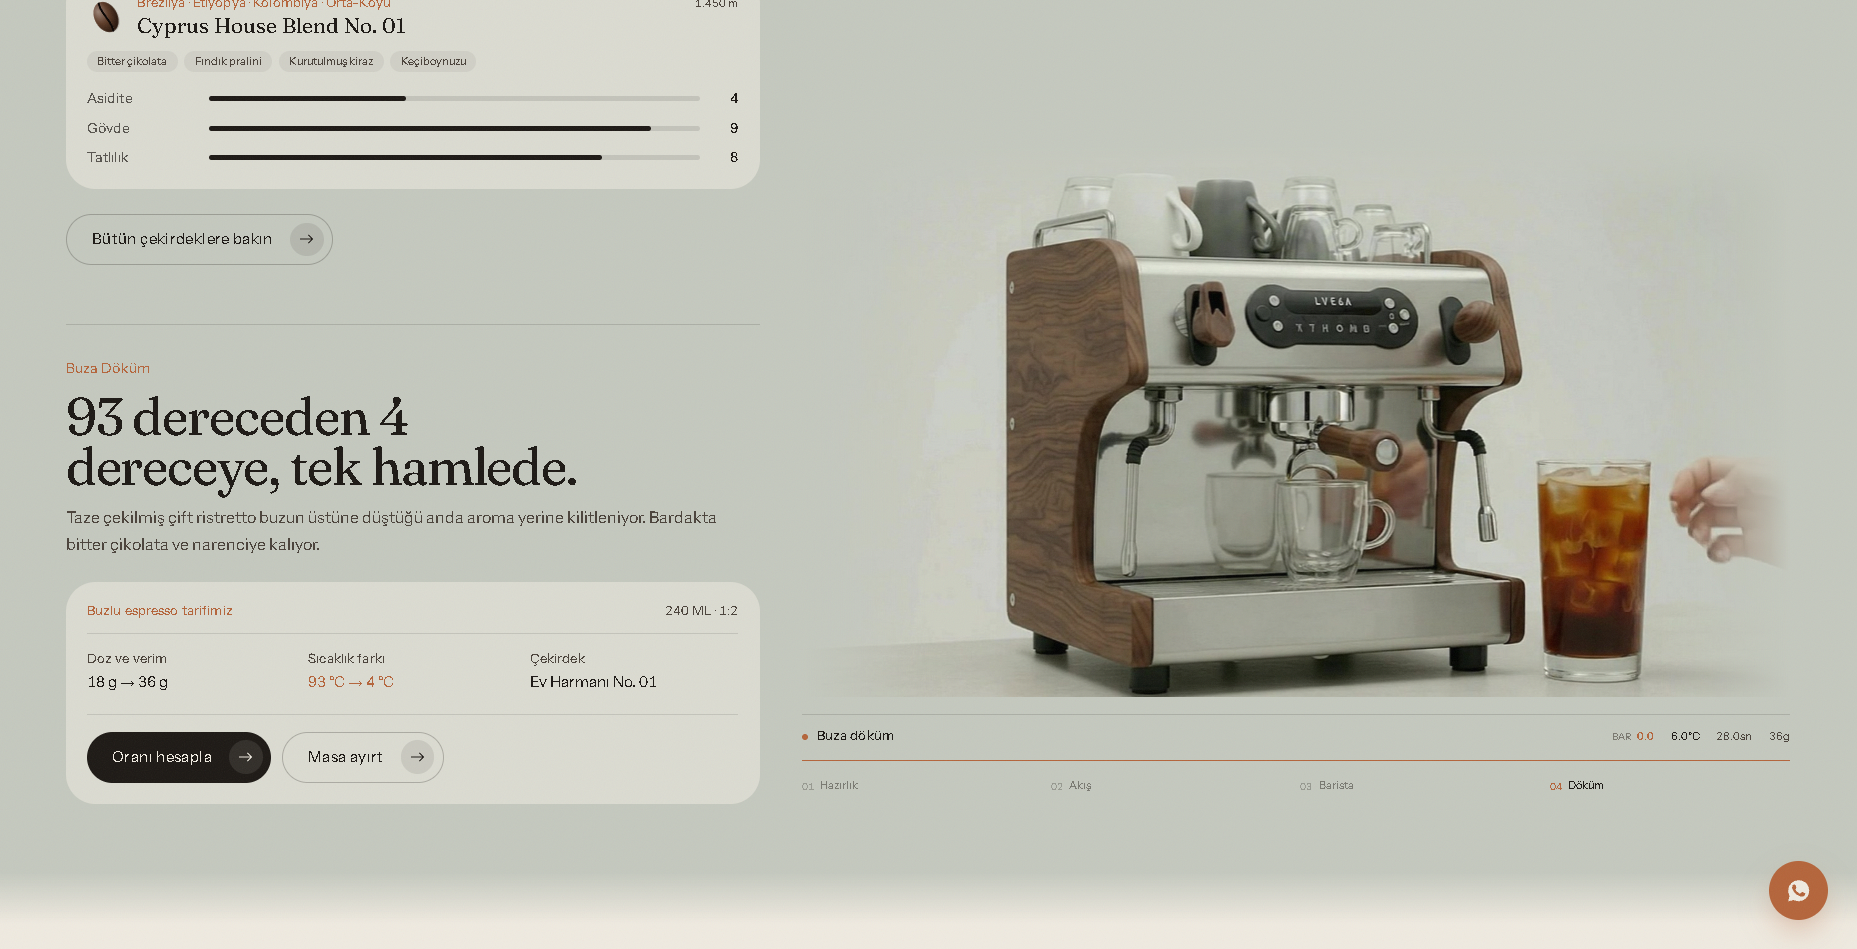 Brezilya · Etiyopya · Kolombiya · Orta-Koyu
1.450 m
Cyprus House Blend No. 01
Bitter çikolata
Fındık pralini
Kurutulmuş kiraz
Keçiboynuzu
Asidite
4
Gövde
9
Tatlılık
8
Bütün çekirdeklere bakın
Buza Döküm
93 dereceden 4
dereceye, tek hamlede.
Taze çekilmiş çift ristretto buzun üstüne düştüğü anda aroma yerine kilitleniyor. Bardakta
bitter çikolata ve narenciye kalıyor.
Buzlu espresso tarifimiz
240 ML · 1:2
Doz ve verim
18 g → 36 g
Sıcaklık farkı
93 °C → 4 °C
Çekirdek
Ev Harmanı No. 01
Oranı hesapla
Masa ayırt
LVEGA
Buza döküm
BAR 0.0
6.0°C
28.0sn
36g
01 Hazırlık
02 Akış
03 Barista
04 Döküm